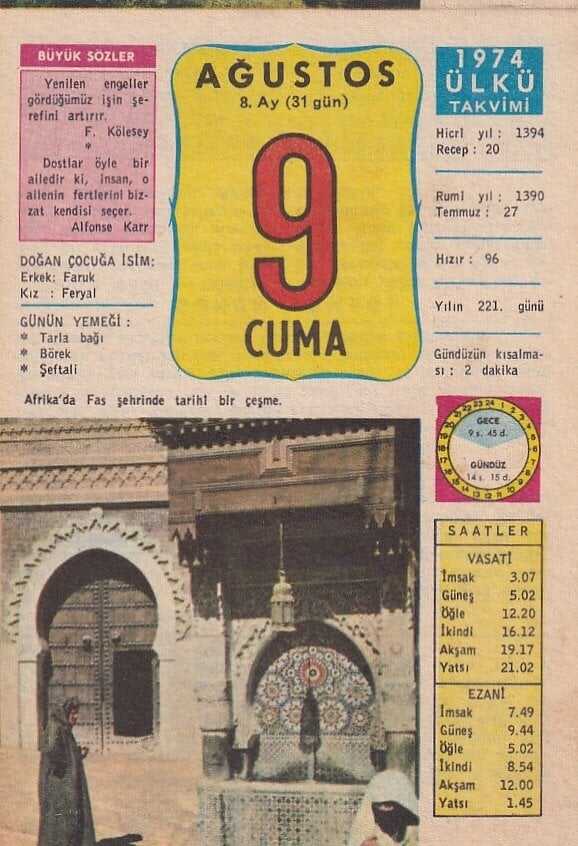 BÜYÜK SÖZLER
Yenilen engeller
gördüğümüz işin şe-
refini artırır.
F. Kölesey
*
Dostlar öyle bir
ailedir ki, insan, o
ailenin fertlerini biz-
zat kendisi seçer.
Alfonse Karr
DOĞAN ÇOCUĞA İSİM:
Erkek: Faruk
Kız : Feryal
GÜNÜN YEMEĞİ :
* Tarla bağı
* Börek
* Şeftali
AĞUSTOS
8. Ay (31 gün)
9
CUMA
1974
ÜLKÜ
TAKVİMİ
Hicrî yıl : 1394
Recep : 20
Rumî yıl : 1390
Temmuz : 27
Hızır : 96
Yılın 221. günü
Gündüzün kısalma-
sı : 2 dakika
Afrika'da Fas şehrinde tarihî bir çeşme.
GECE
9 s. 45 d.
GÜNDÜZ
14 s. 15 d.
SAATLER
VASATİ
İmsak 3.07
Güneş 5.02
Öğle 12.20
İkindi 16.12
Akşam 19.17
Yatsı 21.02
EZANİ
İmsak 7.49
Güneş 9.44
Öğle 5.02
İkindi 8.54
Akşam 12.00
Yatsı 1.45